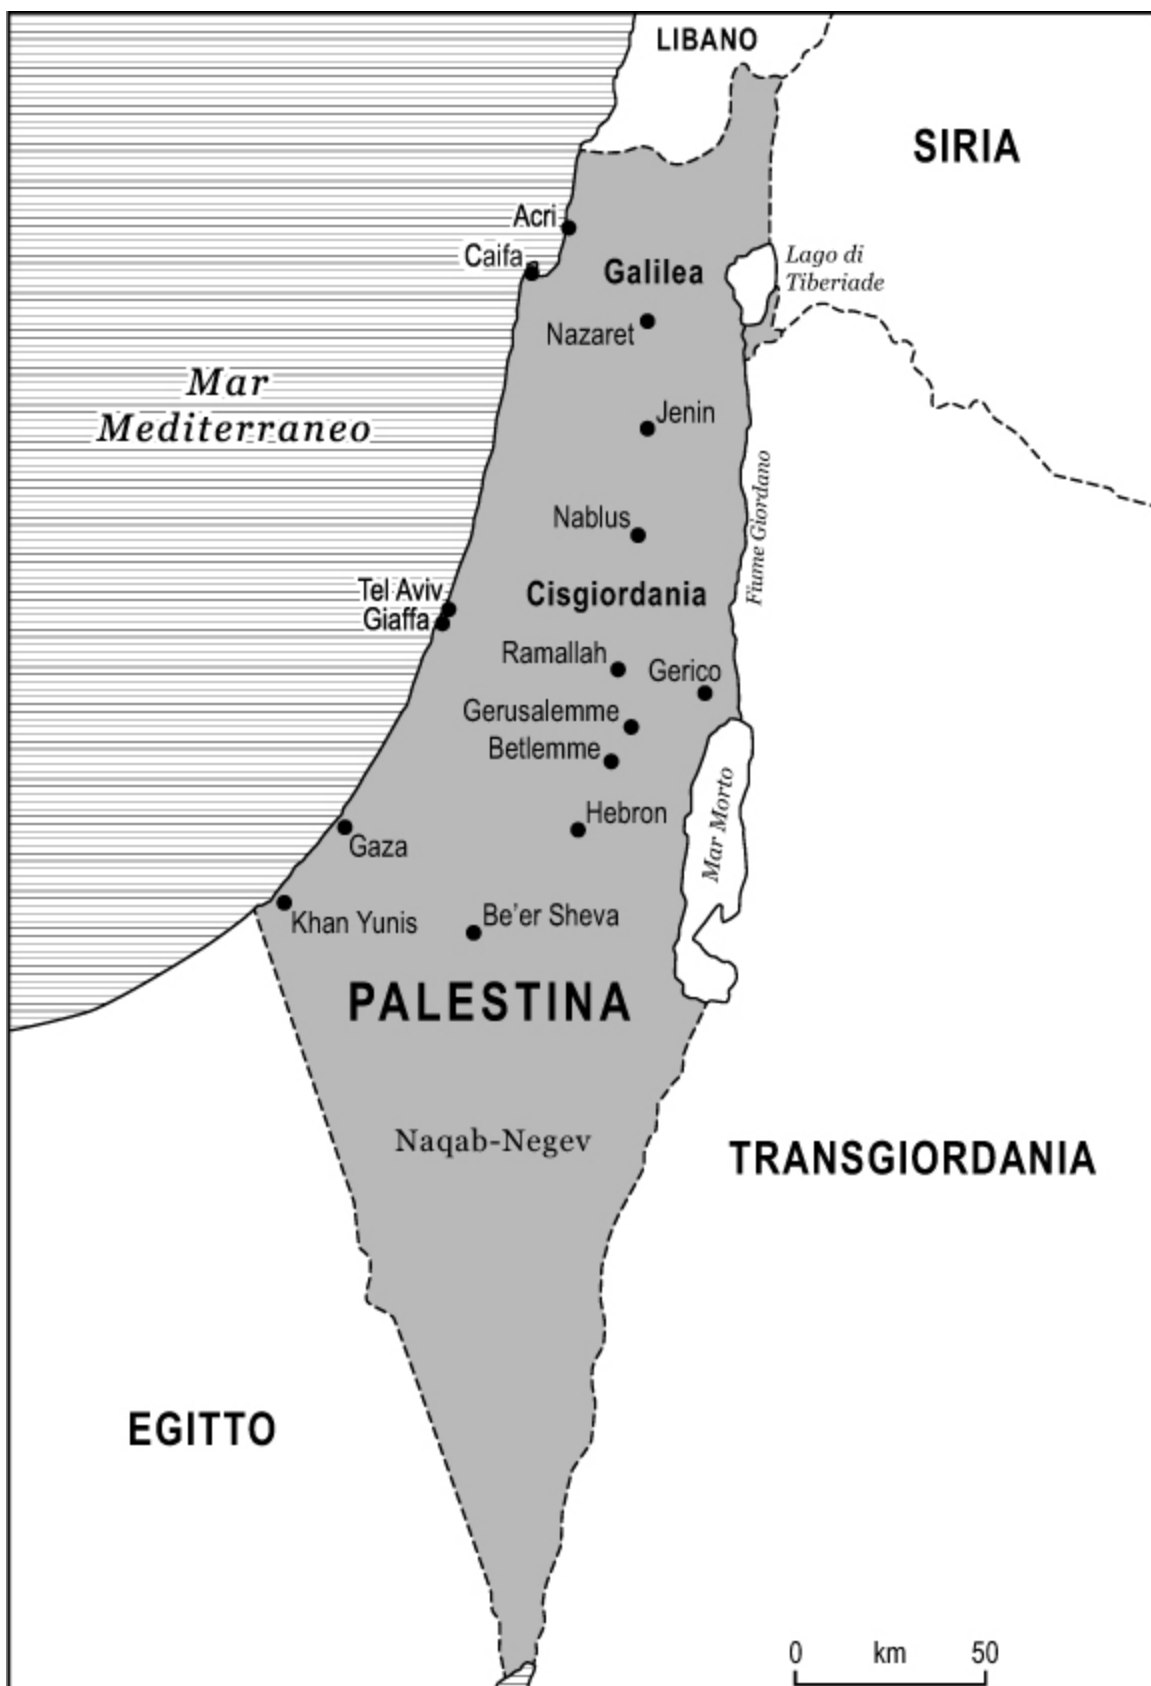 LIBANO
SIRIA
Acri
Caifa
Galilea
Lago di
Tiberiade
Nazaret
Mar
Mediterraneo
Jenin
Fiume Giordano
Nablus
Tel Aviv
Cisgiordania
Giaffa
Ramallah
Gerico
Gerusalemme
Betlemme
Mar Morto
Hebron
Gaza
Khan Yunis
Be’er Sheva
PALESTINA
Naqab-Negev
TRANSGIORDANIA
EGITTO
0 km 50